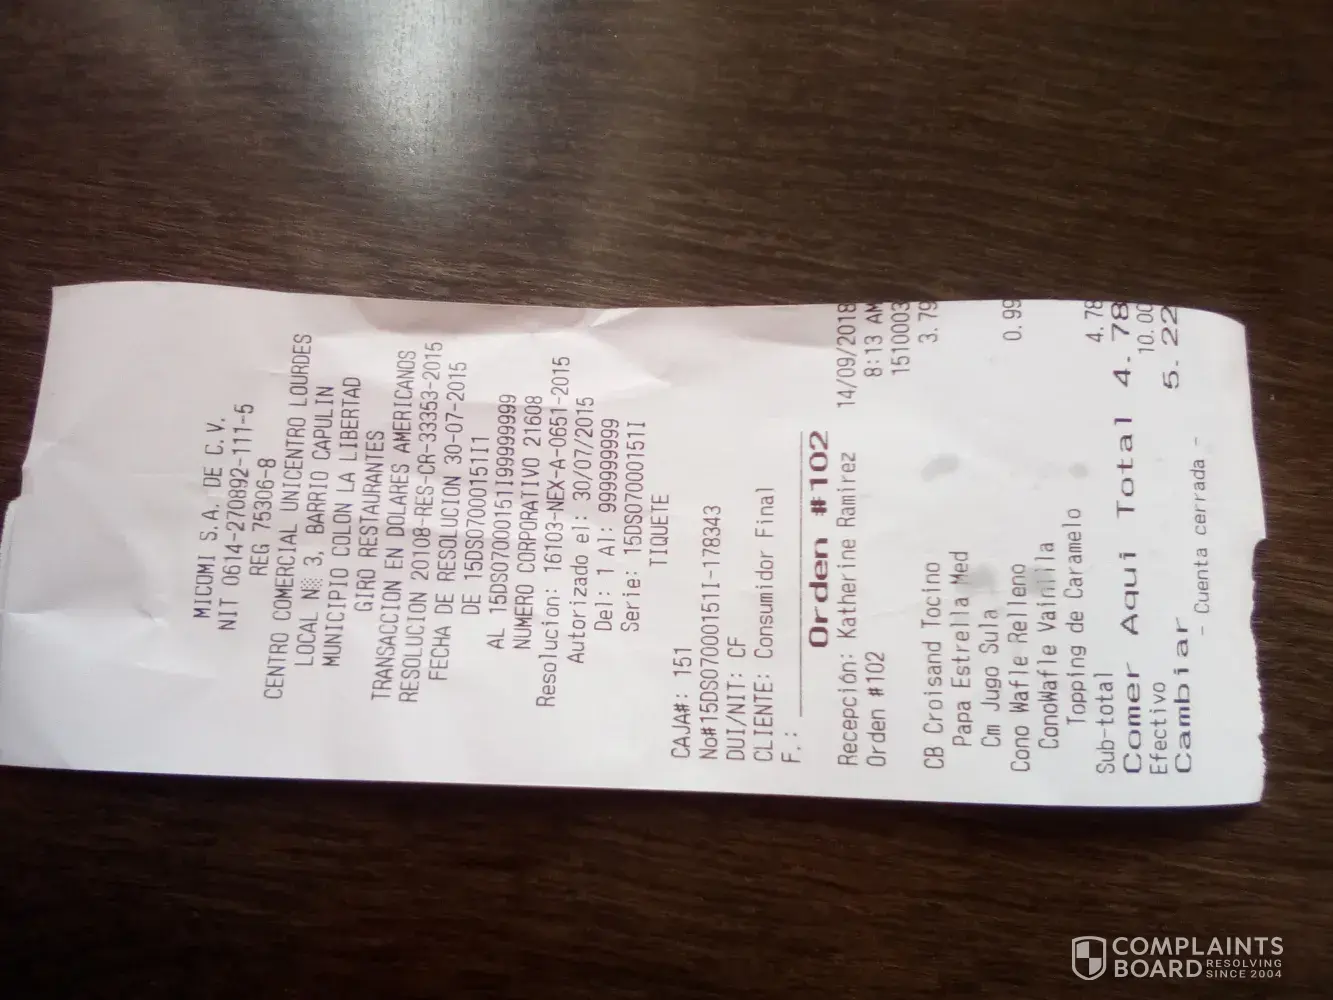 MICOMI S.A. DE C.V.
NIT 0614-270892-111-5
REG 75306-8
CENTRO COMERCIAL UNICENTRO LOURDES
LOCAL N 3, BARRIO CAPULIN
MUNICIPIO COLON LA LIBERTAD
GIRO RESTAURANTES
TRANSACCION EN DOLARES AMERICANOS
RESOLUCION 20108-RES-CR-33353-2015
FECHA DE RESOLUCION 30-07-2015
DE 15DS07000151I1
AL 15DS07000151I99999999
NUMERO CORPORATIVO 21608
Resolucion: 16103-NEX-A-0651-2015
Autorizado el: 30/07/2015
Del: 1 Al: 999999999
Serie: 15DS07000151I
TIQUETE
CAJA#: 151
No#15DS07000151I-178343
DUI/NIT: CF
CLIENTE: Consumidor Final
F.:
Orden #102
Recepción: Katherine Ramirez 14/09/2018
Orden #102 8:13 AM
1510003
CB Croisand Tocino 3.79
Papa Estrella Med
Cm Jugo Sula
Cono Wafle Relleno 0.99
ConoWafle Vainilla
Topping de Caramelo
Sub-total 4.78
Comer Aqui Total 4.78
Efectivo 10.00
Cambiar 5.22
- Cuenta cerrada -
COMPLAINTS
BOARD RESOLVING
SINCE 2004